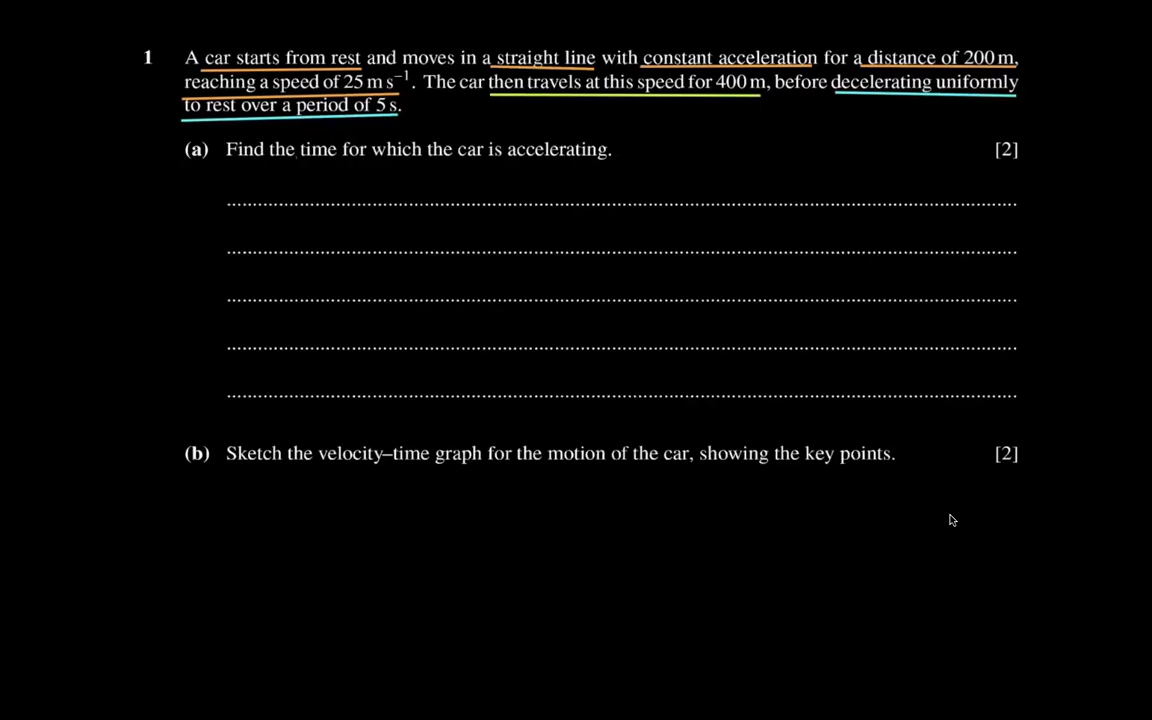 1 A car starts from rest and moves in a straight line with constant acceleration for a distance of 200 m,
reaching a speed of 25 m s⁻¹. The car then travels at this speed for 400 m, before decelerating uniformly
to rest over a period of 5 s.
(a) Find the time for which the car is accelerating. [2]
(b) Sketch the velocity–time graph for the motion of the car, showing the key points. [2]